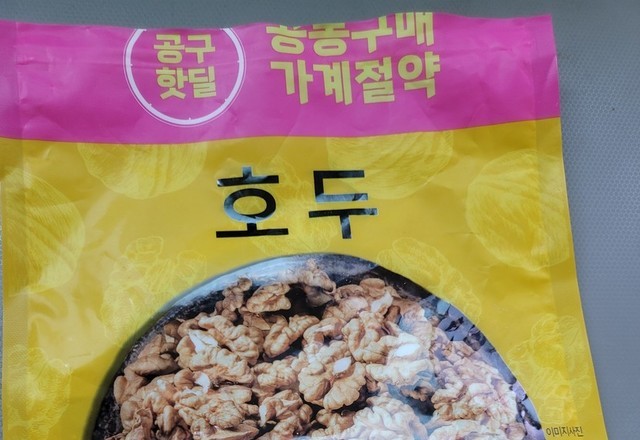 공구
핫딜
공동구매
가계절약
호두
이미지사진